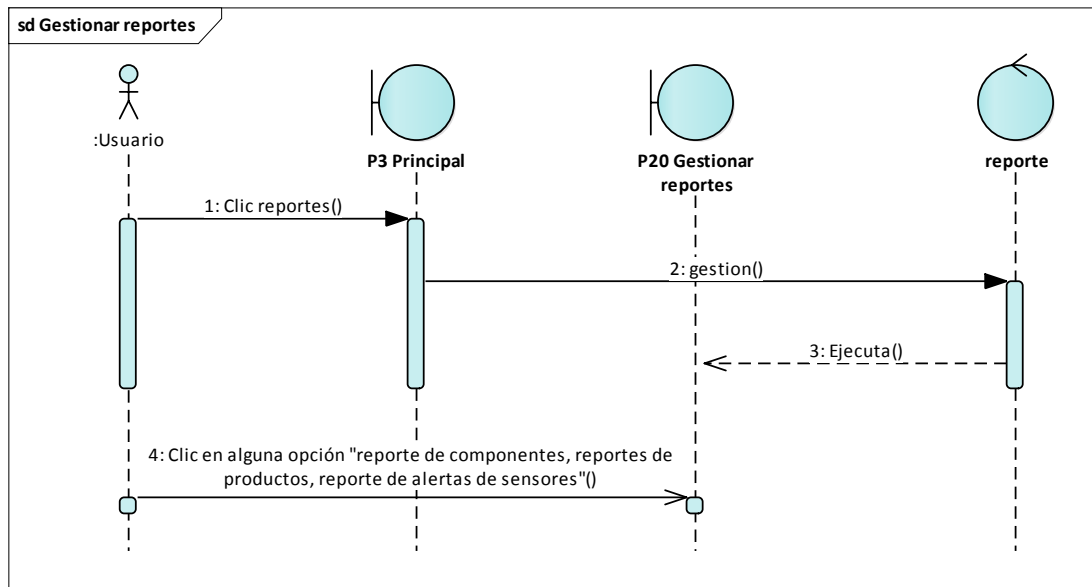 sd Gestionar reportes
:Usuario
P3 Principal
P20 Gestionar
reportes
reporte
1: Clic reportes()
2: gestion()
3: Ejecuta()
4: Clic en alguna opción "reporte de componentes, reportes de
productos, reporte de alertas de sensores"()